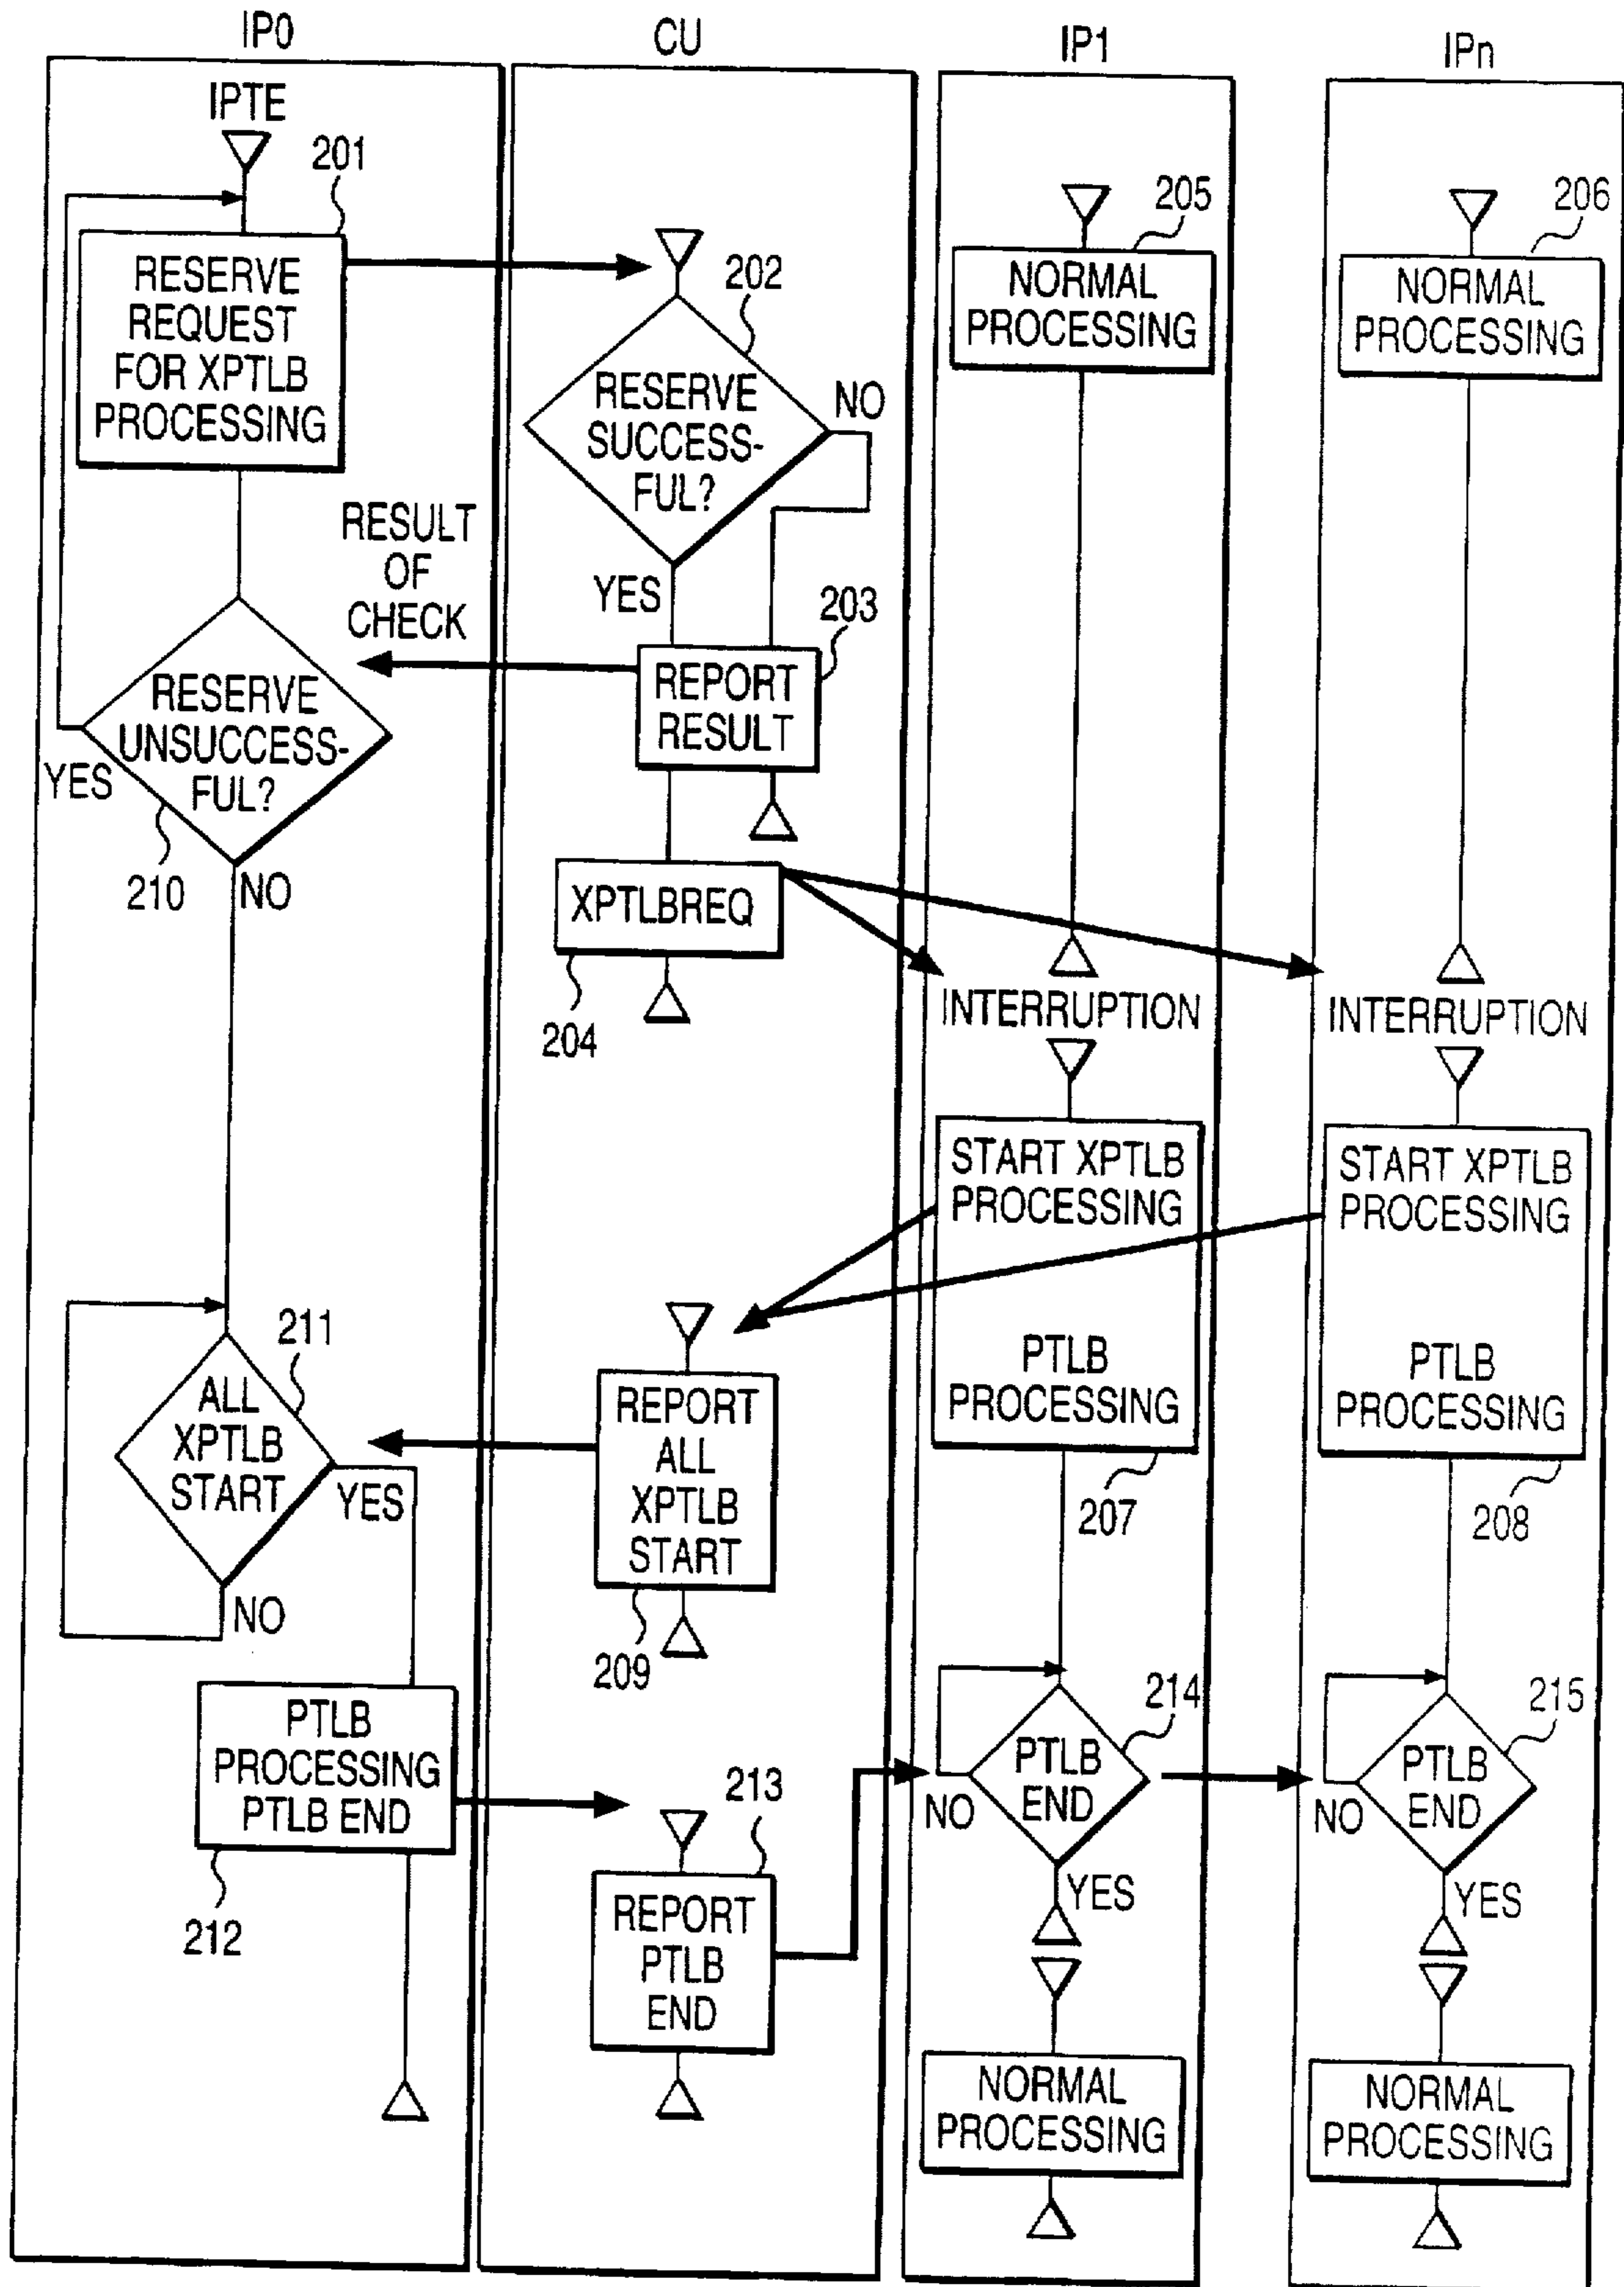 IP0
CU
IP1
IPn
IPTE
201
RESERVE
REQUEST
FOR XPTLB
PROCESSING
202
RESERVE
SUCCESS-
FUL?
NO
YES
205
NORMAL
PROCESSING
206
NORMAL
PROCESSING
RESULT
OF
CHECK
203
REPORT
RESULT
RESERVE
UNSUCCESS-
FUL?
YES
210
NO
XPTLBREQ
204
INTERRUPTION
INTERRUPTION
START XPTLB
PROCESSING
PTLB
PROCESSING
207
START XPTLB
PROCESSING
PTLB
PROCESSING
208
211
ALL
XPTLB
START
YES
NO
REPORT
ALL
XPTLB
START
209
PTLB
PROCESSING
PTLB END
212
213
REPORT
PTLB
END
214
PTLB
END
NO
YES
215
PTLB
END
NO
YES
NORMAL
PROCESSING
NORMAL
PROCESSING